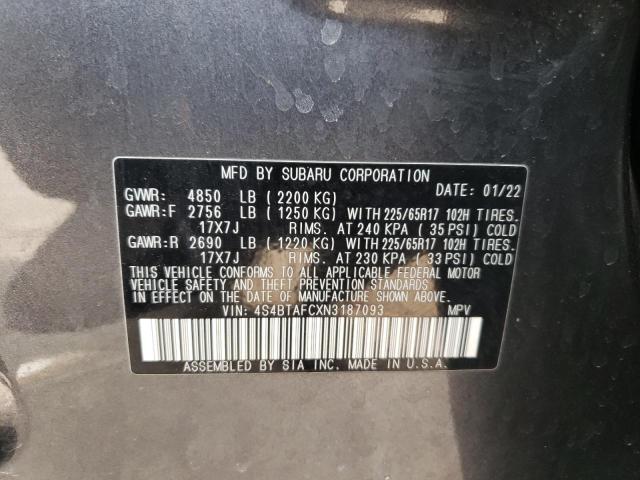 MFD BY SUBARU CORPORATION
DATE: 01/22
GVWR: 4850 LB ( 2200 KG)
GAWR:F 2756 LB ( 1250 KG) WITH 225/65R17 102H TIRES.
17X7J RIMS. AT 240 KPA ( 35 PSI) COLD
GAWR:R 2690 LB ( 1220 KG) WITH 225/65R17 102H TIRES.
17X7J RIMS. AT 230 KPA ( 33 PSI) COLD
THIS VEHICLE CONFORMS TO ALL APPLICABLE FEDERAL MOTOR
VEHICLE SAFETY AND THEFT PREVENTION STANDARDS
IN EFFECT ON THE DATE OF MANUFACTURE SHOWN ABOVE.
VIN: 4S4BTAFCXN3187093 MPV
ASSEMBLED BY SIA INC. MADE IN U.S.A.